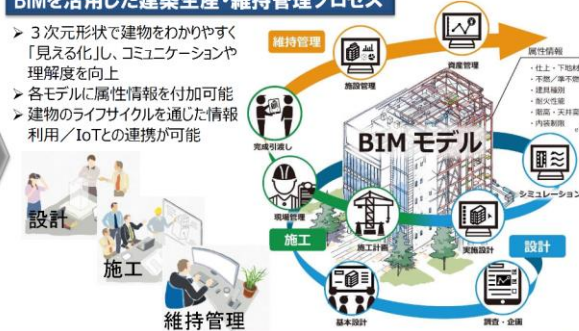 BIMを活用した建築生産・維持管理プロセス
➢ 3次元形状で建物をわかりやすく
「見える化」し、コミュニケーションや
理解度を向上
➢ 各モデルに属性情報を付加可能
➢ 建物のライフサイクルを通じた情報
利用／IoTとの連携が可能
設計
施工
維持管理
維持管理
施設管理
資産管理
属性情報
・仕上・下地材
・不燃／準不燃
・建具種別
・耐火性能
・階高・天井高
・内装制限
完成引渡し
BIM モデル
シミュレーション
現場管理
施工計画
実施設計
施工
設計
基本設計
調査・企画